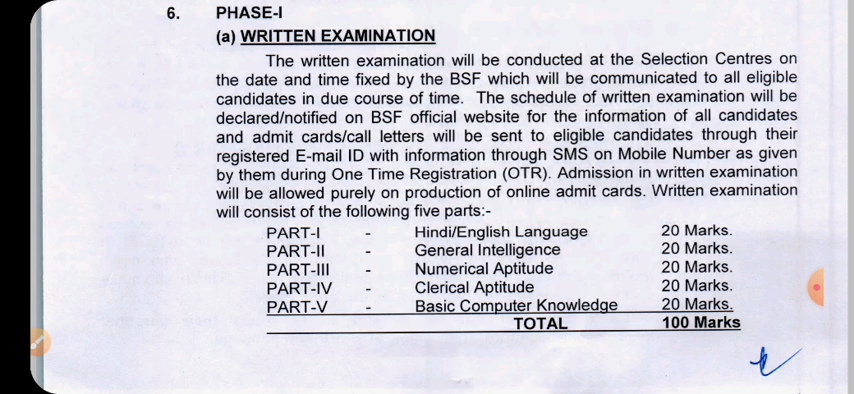 6. PHASE-I
(a) WRITTEN EXAMINATION
The written examination will be conducted at the Selection Centres on
the date and time fixed by the BSF which will be communicated to all eligible
candidates in due course of time. The schedule of written examination will be
declared/notified on BSF official website for the information of all candidates
and admit cards/call letters will be sent to eligible candidates through their
registered E-mail ID with information through SMS on Mobile Number as given
by them during One Time Registration (OTR). Admission in written examination
will be allowed purely on production of online admit cards. Written examination
will consist of the following five parts:-
PART-I - Hindi/English Language 20 Marks.
PART-II - General Intelligence 20 Marks.
PART-III - Numerical Aptitude 20 Marks.
PART-IV - Clerical Aptitude 20 Marks.
PART-V - Basic Computer Knowledge 20 Marks.
TOTAL 100 Marks